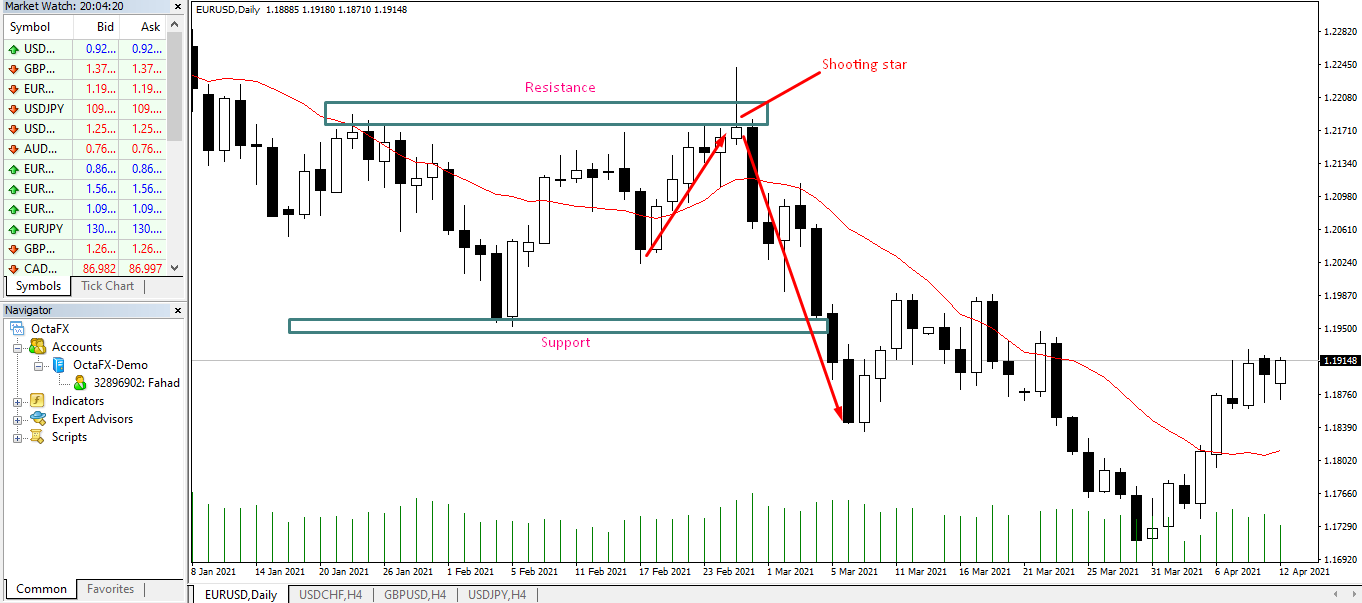 Market Watch: 20:04:20
Symbol Bid Ask
USD... 0.92... 0.92...
GBP... 1.37... 1.37...
EUR... 1.19... 1.19...
USDJPY 109.... 109....
USD... 1.25... 1.25...
AUD... 0.76... 0.76...
EUR... 0.86... 0.86...
EUR... 1.56... 1.56...
EUR... 1.09... 1.09...
EURJPY 130.... 130....
GBP... 1.26... 1.26...
CAD... 86.982 86.997
Symbols Tick Chart
Navigator
OctaFX
Accounts
OctaFX-Demo
32896902: Fahad
Indicators
Expert Advisors
Scripts
Common Favorites
EURUSD,Daily 1.18885 1.19180 1.18710 1.19148
Shooting star
Resistance
Support
1.22820
1.22450
1.22080
1.21710
1.21340
1.20980
1.20610
1.20240
1.19870
1.19500
1.19148
1.18760
1.18390
1.18020
1.17660
1.17290
1.16920
8 Jan 2021 14 Jan 2021 20 Jan 2021 26 Jan 2021 1 Feb 2021 5 Feb 2021 11 Feb 2021 17 Feb 2021 23 Feb 2021 1 Mar 2021 5 Mar 2021 11 Mar 2021 16 Mar 2021 21 Mar 2021 25 Mar 2021 31 Mar 2021 6 Apr 2021 12 Apr 2021
EURUSD,Daily USDCHF,H4 GBPUSD,H4 USDJPY,H4